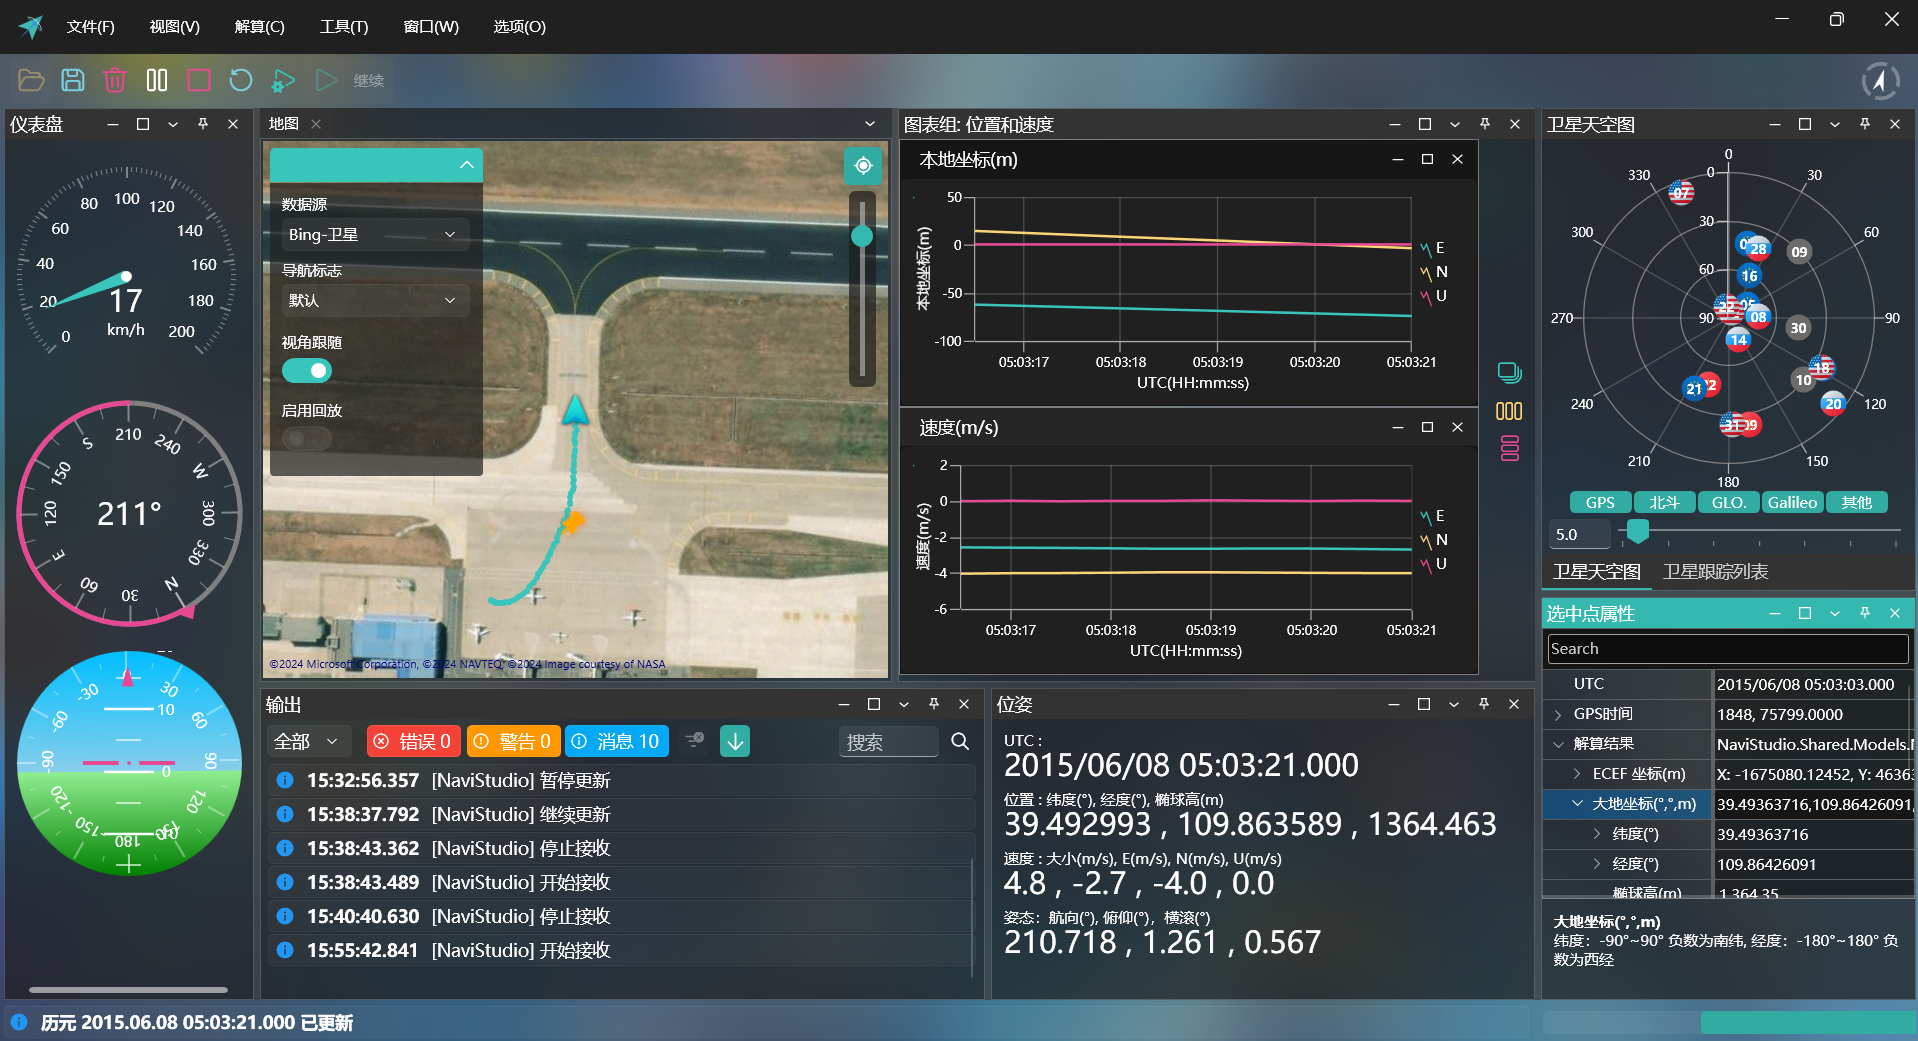 文件(F) 视图(V) 解算(C) 工具(T) 窗口(W) 选项(O)
继续
仪表盘
0 20 40 60 80 100 120 140 160 180 200
17
km/h
210 240 W 300 330 N 30 60 E 120 150 S
211°
-30 30
-60 60
-90 90
-120 120
-150
180
10
0
地图
数据源
Bing-卫星
导航标志
默认
视角跟随
启用回放
©2024 Microsoft Corporation, ©2024 NAVTEQ, ©2024 Image courtesy of NASA
图表组: 位置和速度
本地坐标(m)
本地坐标(m)
50
0
-50
-100
05:03:17 05:03:18 05:03:19 05:03:20 05:03:21
UTC(HH:mm:ss)
E
N
U
速度(m/s)
速度(m/s)
2
0
-2
-4
-6
05:03:17 05:03:18 05:03:19 05:03:20 05:03:21
UTC(HH:mm:ss)
E
N
U
卫星天空图
0
330 0 30
300 30 60
60
270 90 90
240 120
210 150
180
07
28 09
16
22 08
30
14
18
10
21
20
31 09
GPS 北斗 GLO. Galileo 其他
5.0
卫星天空图 卫星跟踪列表
选中点属性
Search
UTC 2015/06/08 05:03:03.000
GPS时间 1848, 75799.0000
解算结果 NaviStudio.Shared.Models.
ECEF 坐标(m) X: -1675080.12452, Y: 4636
大地坐标(°,°,m) 39.49363716,109.86426091,
纬度(°) 39.49363716
经度(°) 109.86426091
椭球高(m) 1,364.35
大地坐标(°,°,m)
纬度：-90°~90° 负数为南纬, 经度：-180°~180° 负
数为西经
输出
全部 错误 0 警告 0 消息 10 搜索
15:32:56.357 [NaviStudio] 暂停更新
15:38:37.792 [NaviStudio] 继续更新
15:38:43.362 [NaviStudio] 停止接收
15:38:43.489 [NaviStudio] 开始接收
15:40:40.630 [NaviStudio] 停止接收
15:55:42.841 [NaviStudio] 开始接收
位姿
UTC :
2015/06/08 05:03:21.000
位置 : 纬度(°), 经度(°), 椭球高(m)
39.492993 , 109.863589 , 1364.463
速度 : 大小(m/s), E(m/s), N(m/s), U(m/s)
4.8 , -2.7 , -4.0 , 0.0
姿态：航向(°), 俯仰(°)，横滚(°)
210.718 , 1.261 , 0.567
历元 2015.06.08 05:03:21.000 已更新